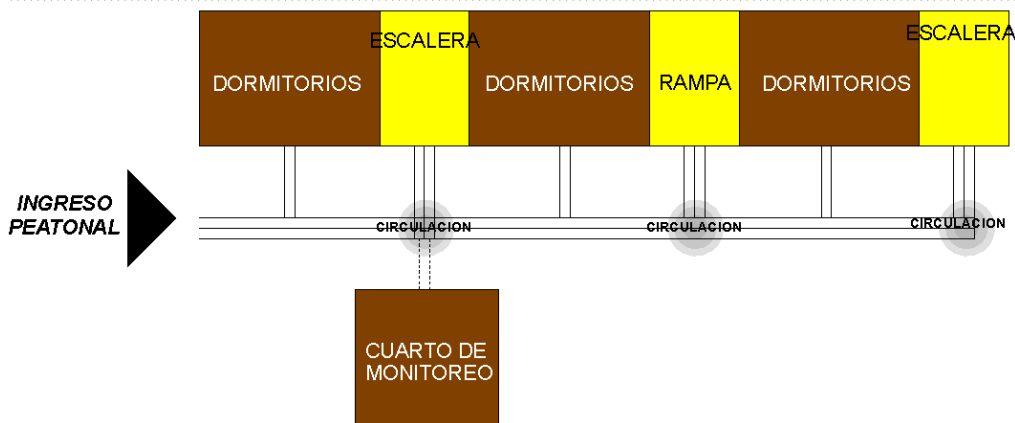 ESCALERA
ESCALERA
DORMITORIOS
DORMITORIOS
RAMPA
DORMITORIOS
INGRESO
PEATONAL
CIRCULACION
CIRCULACION
CIRCULACION
CUARTO DE
MONITOREO